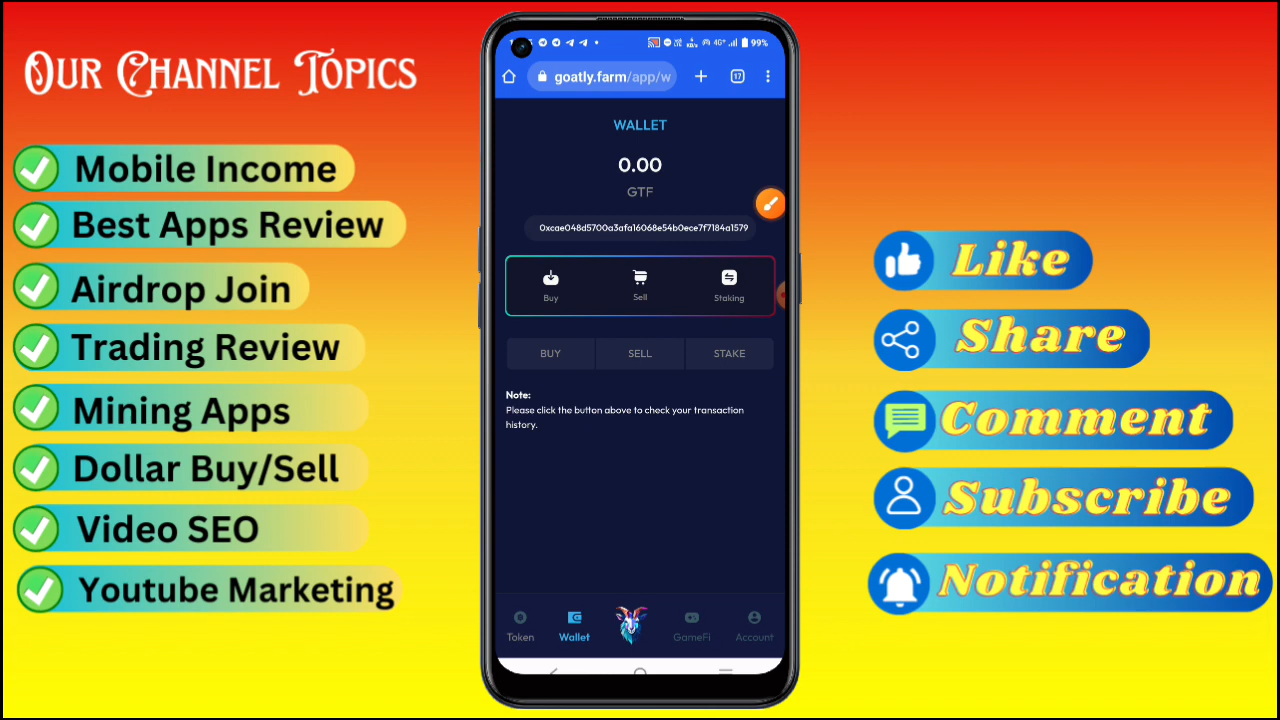 Our Channel Topics
Mobile Income
Best Apps Review
Airdrop Join
Trading Review
Mining Apps
Dollar Buy/Sell
Video SEO
Youtube Marketing
4G+ 99%
goatly.farm/app/w
17
WALLET
0.00
GTF
0xcae048d5700a3afa16068e54b0ece7f7184a1579
Buy
Sell
Staking
BUY
SELL
STAKE
Note:
Please click the button above to check your transaction
history.
Token
Wallet
GameFi
Account
Like
Share
Comment
Subscribe
Notification